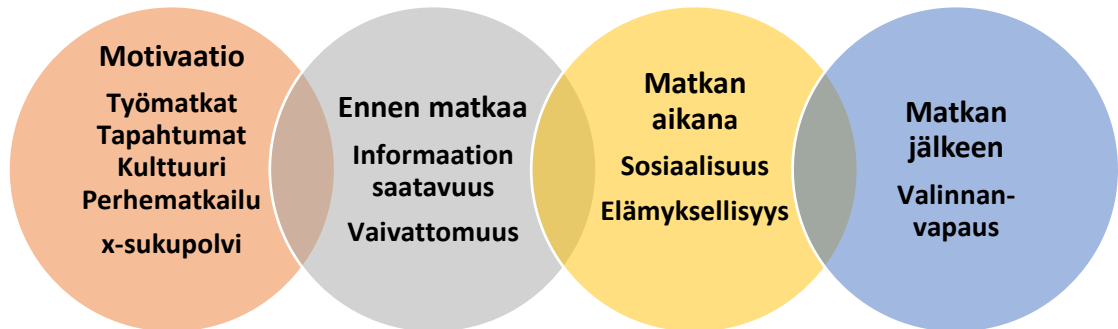 Motivaatio
Työmatkat
Tapahtumat
Kulttuuri
Perhematkailu
x-sukupolvi
Ennen matkaa
Informaation
saatavuus
Vaivattomuus
Matkan
aikana
Sosiaalisuus
Elämyksellisyys
Matkan
jälkeen
Valinnan-
vapaus